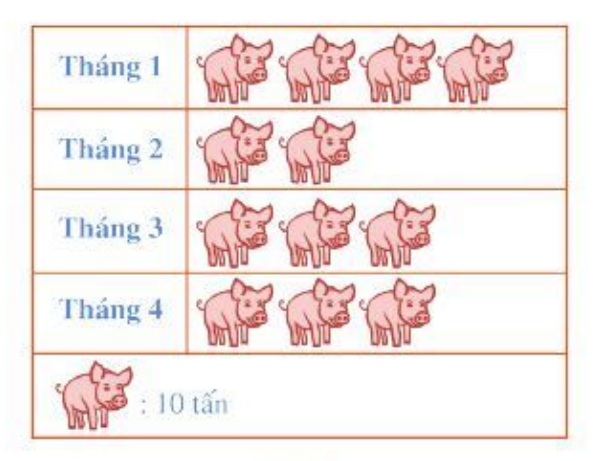 Tháng 1
Tháng 2
Tháng 3
Tháng 4
: 10 tấn